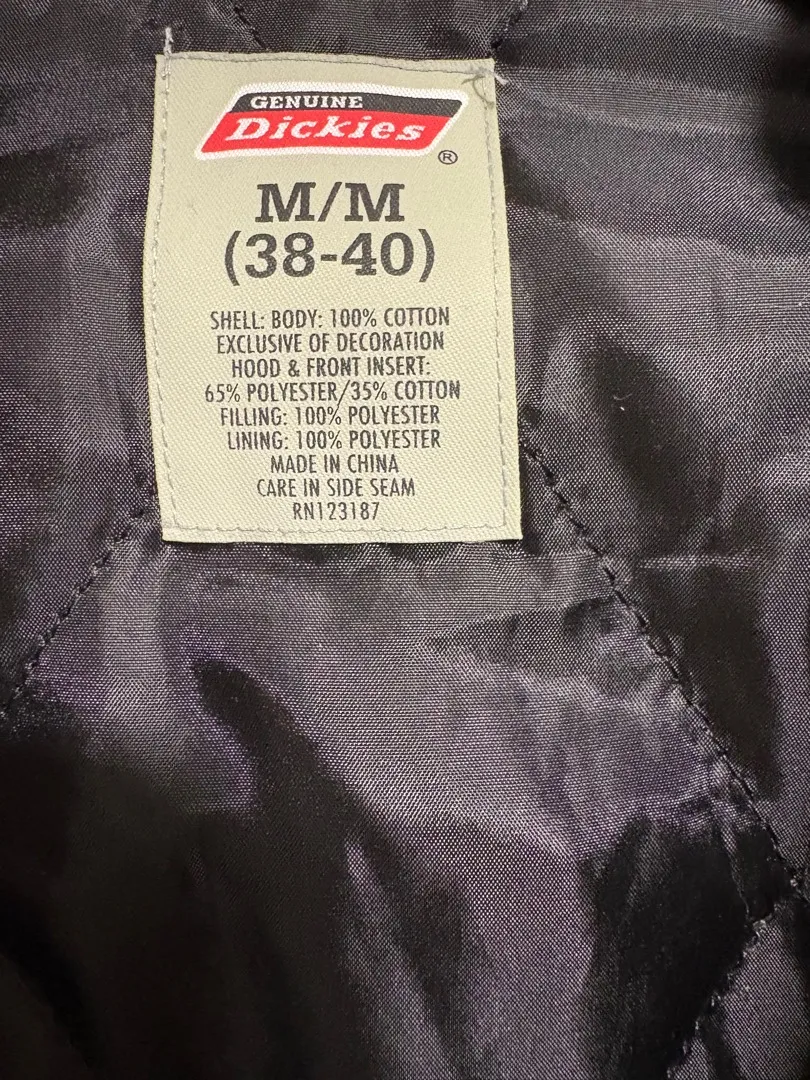 GENUINE
Dickies
®
M/M
(38-40)
SHELL: BODY: 100% COTTON
EXCLUSIVE OF DECORATION
HOOD & FRONT INSERT:
65% POLYESTER/35% COTTON
FILLING: 100% POLYESTER
LINING: 100% POLYESTER
MADE IN CHINA
CARE IN SIDE SEAM
RN123187